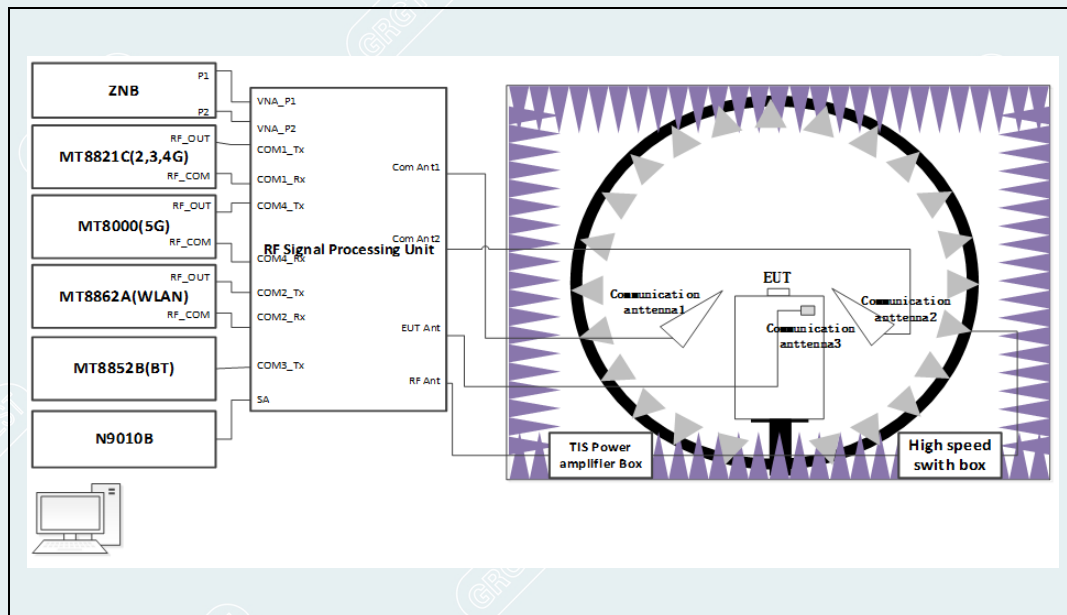 ZNB
P1
P2
MT8821C(2,3,4G)
RF_OUT
RF_COM
MT8000(5G)
RF_OUT
RF_COM
MT8862A(WLAN)
RF_OUT
RF_COM
MT8852B(BT)
N9010B
VNA_P1
VNA_P2
COM1_Tx
COM1_Rx
COM4_Tx
RF Signal Processing Unit
COM4_Rx
COM2_Tx
COM2_Rx
COM3_Tx
SA
Com Ant1
Com Ant2
EUT Ant
RF Ant
EUT
Communication
anttenna1
Communication
anttenna2
Communication
anttenna3
TIS Power
amplifier Box
High speed
swith box
GRGT
GRGT